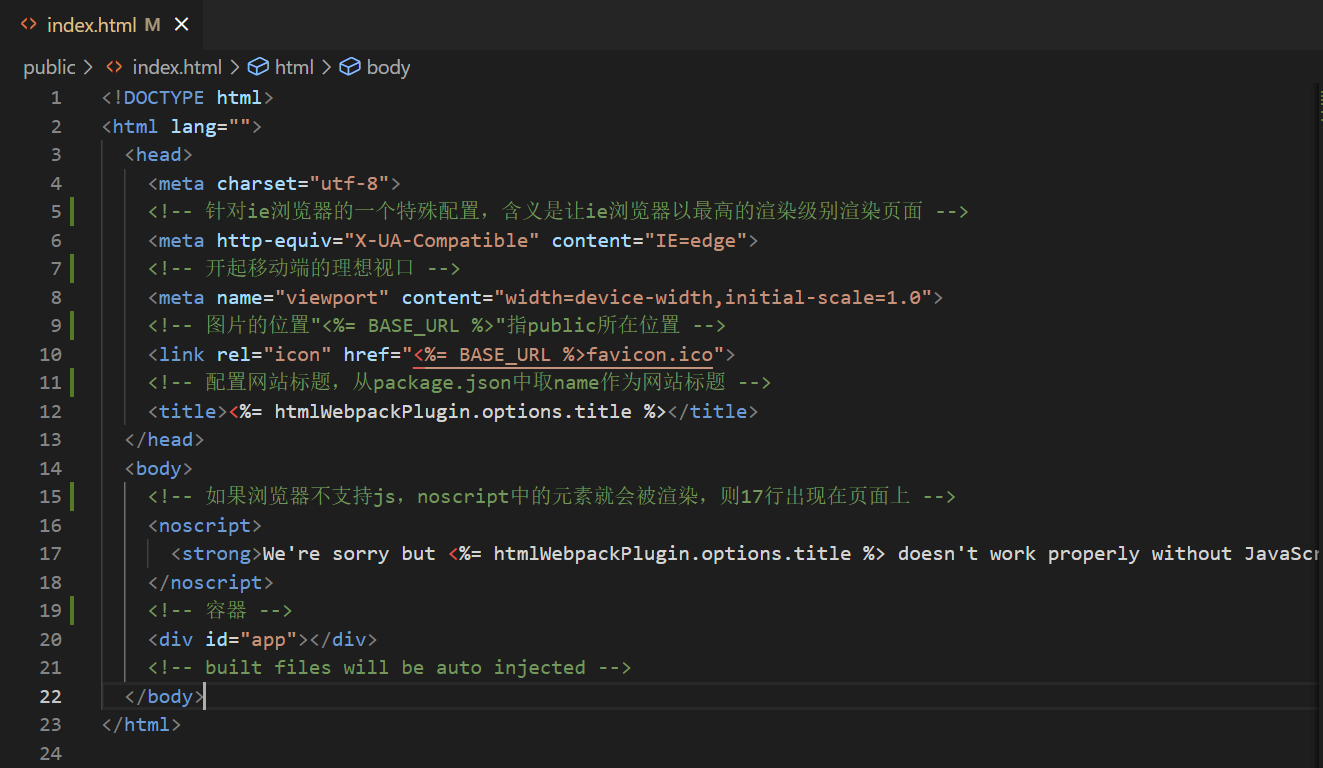 index.html M
public > index.html > html > body
1 <!DOCTYPE html>
2 <html lang="">
3 <head>
4 <meta charset="utf-8">
5 <!-- 针对ie浏览器的一个特殊配置，含义是让ie浏览器以最高的渲染级别渲染页面 -->
6 <meta http-equiv="X-UA-Compatible" content="IE=edge">
7 <!-- 开起移动端的理想视口 -->
8 <meta name="viewport" content="width=device-width,initial-scale=1.0">
9 <!-- 图片的位置"<%= BASE_URL %>"指public所在位置 -->
10 <link rel="icon" href="<%= BASE_URL %>favicon.ico">
11 <!-- 配置网站标题，从package.json中取name作为网站标题 -->
12 <title><%= htmlWebpackPlugin.options.title %></title>
13 </head>
14 <body>
15 <!-- 如果浏览器不支持js，noscript中的元素就会被渲染，则17行出现在页面上 -->
16 <noscript>
17 <strong>We're sorry but <%= htmlWebpackPlugin.options.title %> doesn't work properly without JavaScr
18 </noscript>
19 <!-- 容器 -->
20 <div id="app"></div>
21 <!-- built files will be auto injected -->
22 </body>
23 </html>
24